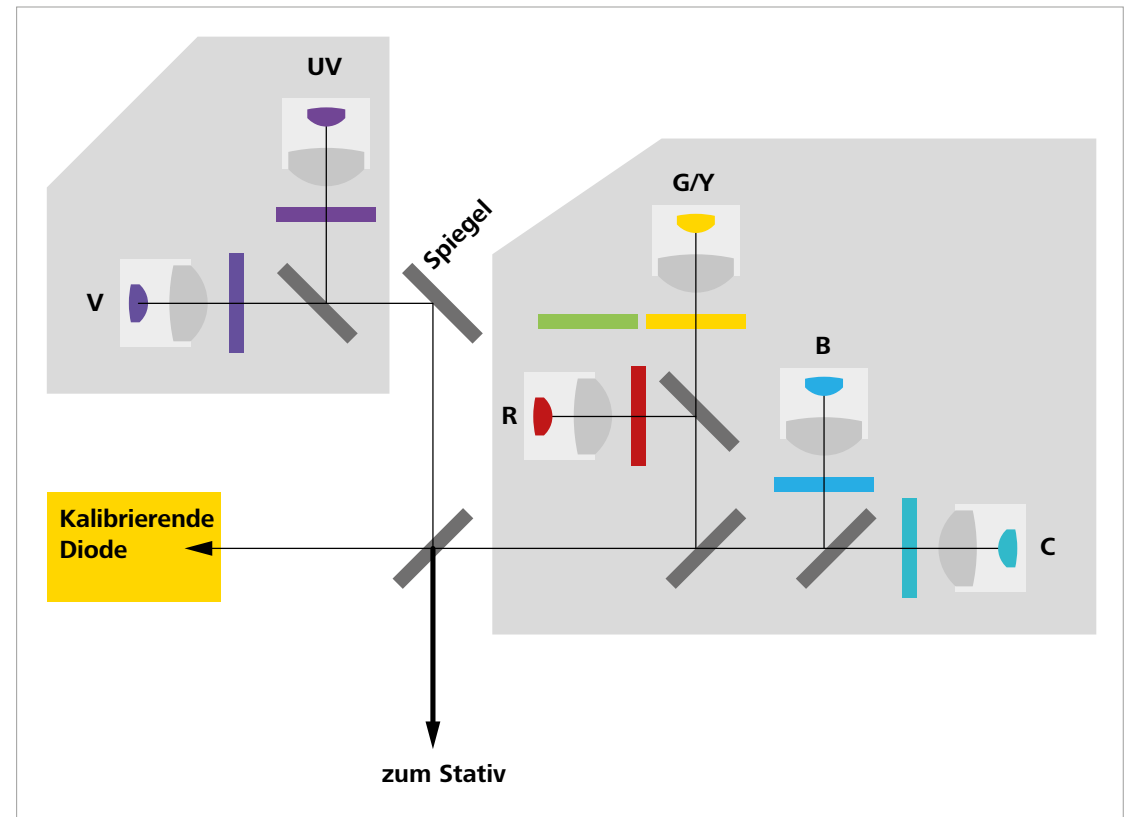 UV
V
Spiegel
G/Y
R
B
C
Kalibrierende
Diode
zum Stativ